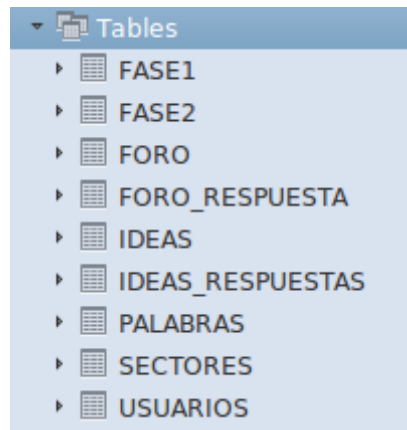 Tables
FASE1
FASE2
FORO
FORO_RESPUESTA
IDEAS
IDEAS_RESPUESTAS
PALABRAS
SECTORES
USUARIOS